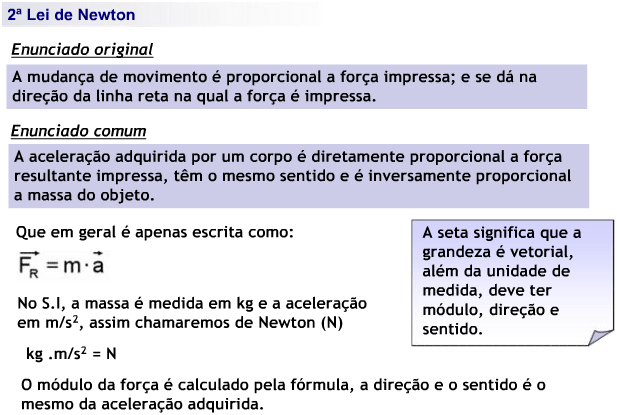 2ª Lei de Newton
Enunciado original
A mudança de movimento é proporcional a força impressa; e se dá na
direção da linha reta na qual a força é impressa.
Enunciado comum
A aceleração adquirida por um corpo é diretamente proporcional a força
resultante impressa, têm o mesmo sentido e é inversamente proporcional
a massa do objeto.
Que em geral é apenas escrita como:
$\vec{F_R} = m \cdot \vec{a}$
No S.I, a massa é medida em kg e a aceleração
em m/s², assim chamaremos de Newton (N)
kg .m/s² = N
A seta significa que a
grandeza é vetorial,
além da unidade de
medida, deve ter
módulo, direção e
sentido.
O módulo da força é calculado pela fórmula, a direção e o sentido é o
mesmo da aceleração adquirida.